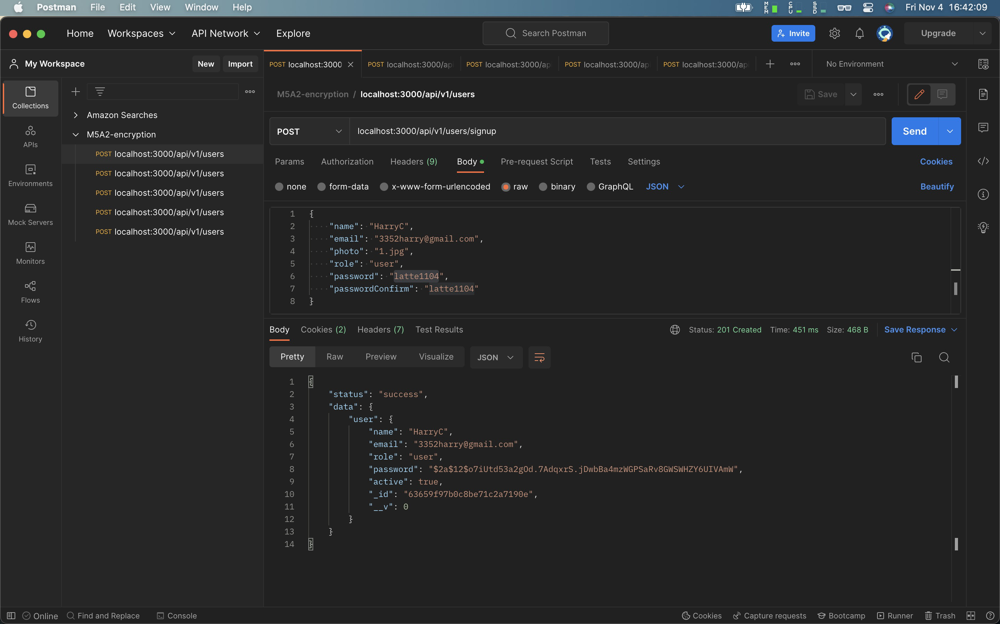 Postman File Edit View Window Help
MEM CPU SSD Fri Nov 4 16:42:09
Home Workspaces API Network Explore
Search Postman
Invite
Upgrade
My Workspace
New Import
POST localhost:3000 POST localhost:3000/api POST localhost:3000/api POST localhost:3000/api POST localhost:3000/api
No Environment
Collections
APIs
Environments
Mock Servers
Monitors
Flows
History
Amazon Searches
M5A2-encryption
POST localhost:3000/api/v1/users
POST localhost:3000/api/v1/users
POST localhost:3000/api/v1/users
POST localhost:3000/api/v1/users
POST localhost:3000/api/v1/users
M5A2-encryption / localhost:3000/api/v1/users
Save
POST localhost:3000/api/v1/users/signup
Send
Params Authorization Headers (9) Body Pre-request Script Tests Settings
Cookies
none form-data x-www-form-urlencoded raw binary GraphQL JSON
Beautify
1 {
2 "name": "HarryC",
3 "email": "3352harry@gmail.com",
4 "photo": "1.jpg",
5 "role": "user",
6 "password": "latte1104",
7 "passwordConfirm": "latte1104"
8 }
Body Cookies (2) Headers (7) Test Results
Status: 201 Created Time: 451 ms Size: 468 B
Save Response
Pretty Raw Preview Visualize JSON
1 {
2 "status": "success",
3 "data": {
4 "user": {
5 "name": "HarryC",
6 "email": "3352harry@gmail.com",
7 "role": "user",
8 "password": "$2a$12$o7iUtd53a2gOd.7AdqxrS.jDwbBa4mzWGPSaRv8GWSWHZY6UIVAmW",
9 "active": true,
10 "_id": "63659f97b0c8be71c2a7190e",
11 "__v": 0
12 }
13 }
14 }
Online Find and Replace Console
Cookies Capture requests Bootcamp Runner Trash